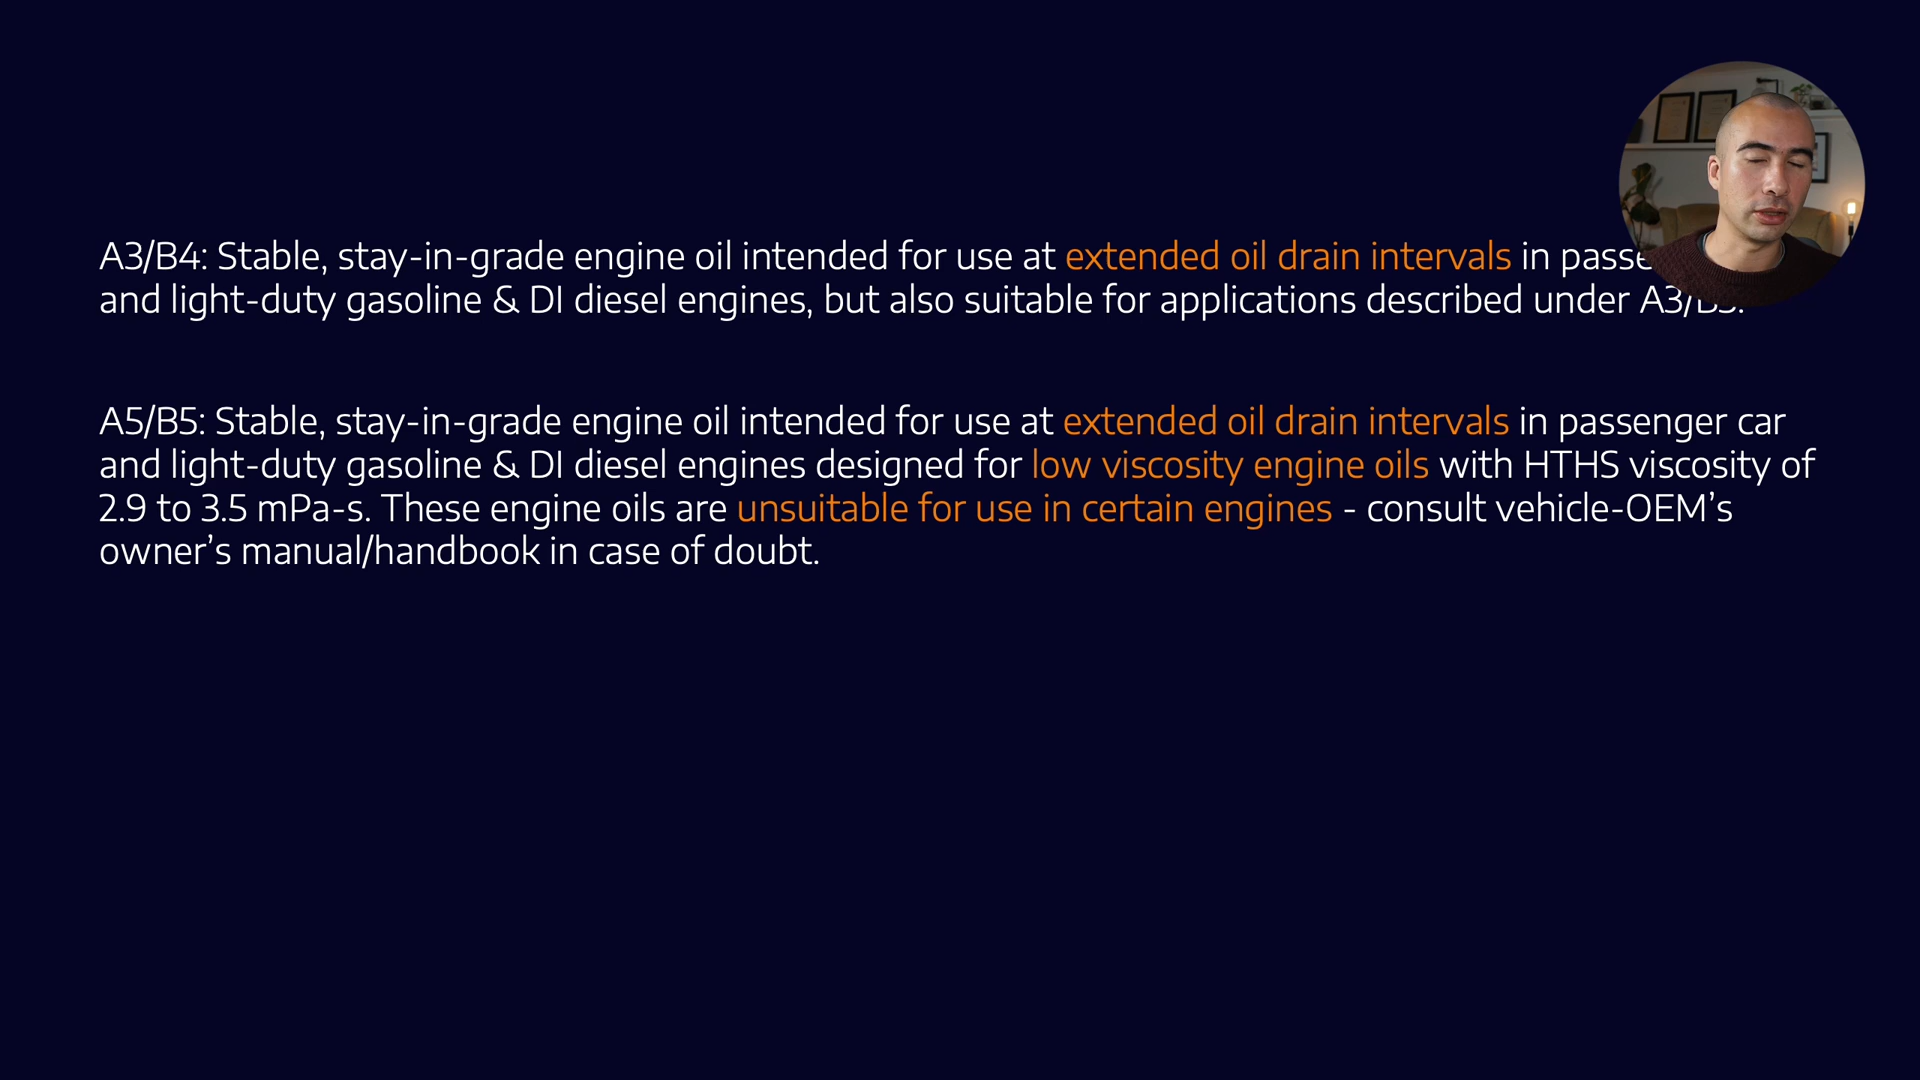 A3/B4: Stable, stay-in-grade engine oil intended for use at extended oil drain intervals in
and light-duty gasoline & DI diesel engines, but also suitable for applications described under
A5/B5: Stable, stay-in-grade engine oil intended for use at extended oil drain intervals in passenger car
and light-duty gasoline & DI diesel engines designed for low viscosity engine oils with HTHS viscosity of
2.9 to 3.5 mPa-s. These engine oils are unsuitable for use in certain engines - consult vehicle-OEM’s
owner’s manual/handbook in case of doubt.